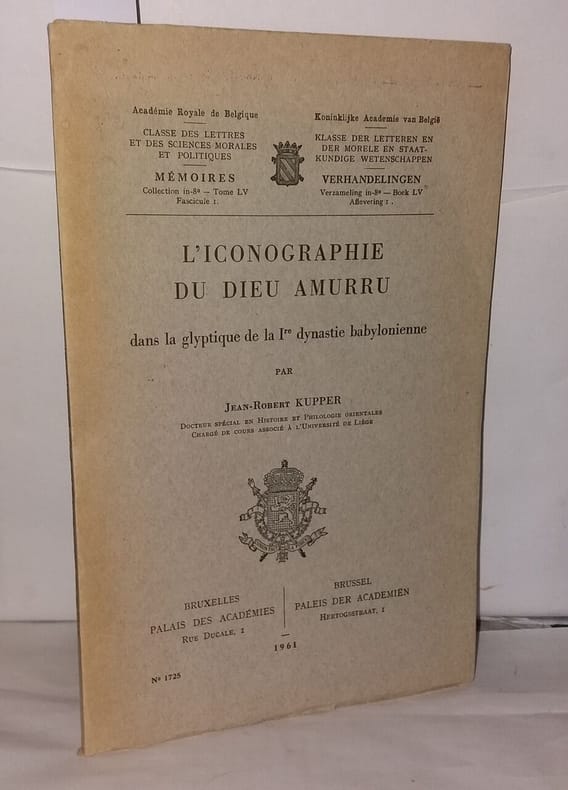 Académie Royale de Belgique
CLASSE DES LETTRES
ET DES SCIENCES MORALES
ET POLITIQUES
MÉMOIRES
Collection in-8º — Tome LV
Fascicule 1.
Koninklijke Academie van België
KLASSE DER LETTEREN EN
DER MORELE EN STAAT-
KUNDIGE WETENSCHAPPEN
VERHANDELINGEN
Verzameling in-8º — Boek LV
Aflevering 1.
L'ICONOGRAPHIE
DU DIEU AMURRU
dans la glyptique de la Ire dynastie babylonienne
PAR
JEAN-ROBERT KUPPER
DOCTEUR SPÉCIAL EN HISTOIRE ET PHILOLOGIE ORIENTALES
CHARGÉ DE COURS ASSOCIÉ À L'UNIVERSITÉ DE LIÈGE
BRUXELLES
PALAIS DES ACADÉMIES
RUE DUCALE, 1
BRUSSEL
PALEIS DER ACADEMIËN
HERTOGSSTRAAT, 1
1961
Nº 1725